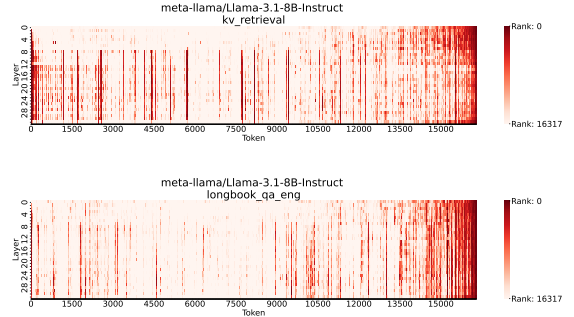 meta-llama/Llama-3.1-8B-Instruct
kv_retrieval
Layer
0
4
8
12
16
20
24
28
0 1500 3000 4500 6000 7500 9000 10500 12000 13500 15000
Token
Rank: 0
Rank: 16317
meta-llama/Llama-3.1-8B-Instruct
longbook_qa_eng
Layer
0
4
8
12
16
20
24
28
0 1500 3000 4500 6000 7500 9000 10500 12000 13500 15000
Token
Rank: 0
Rank: 16317